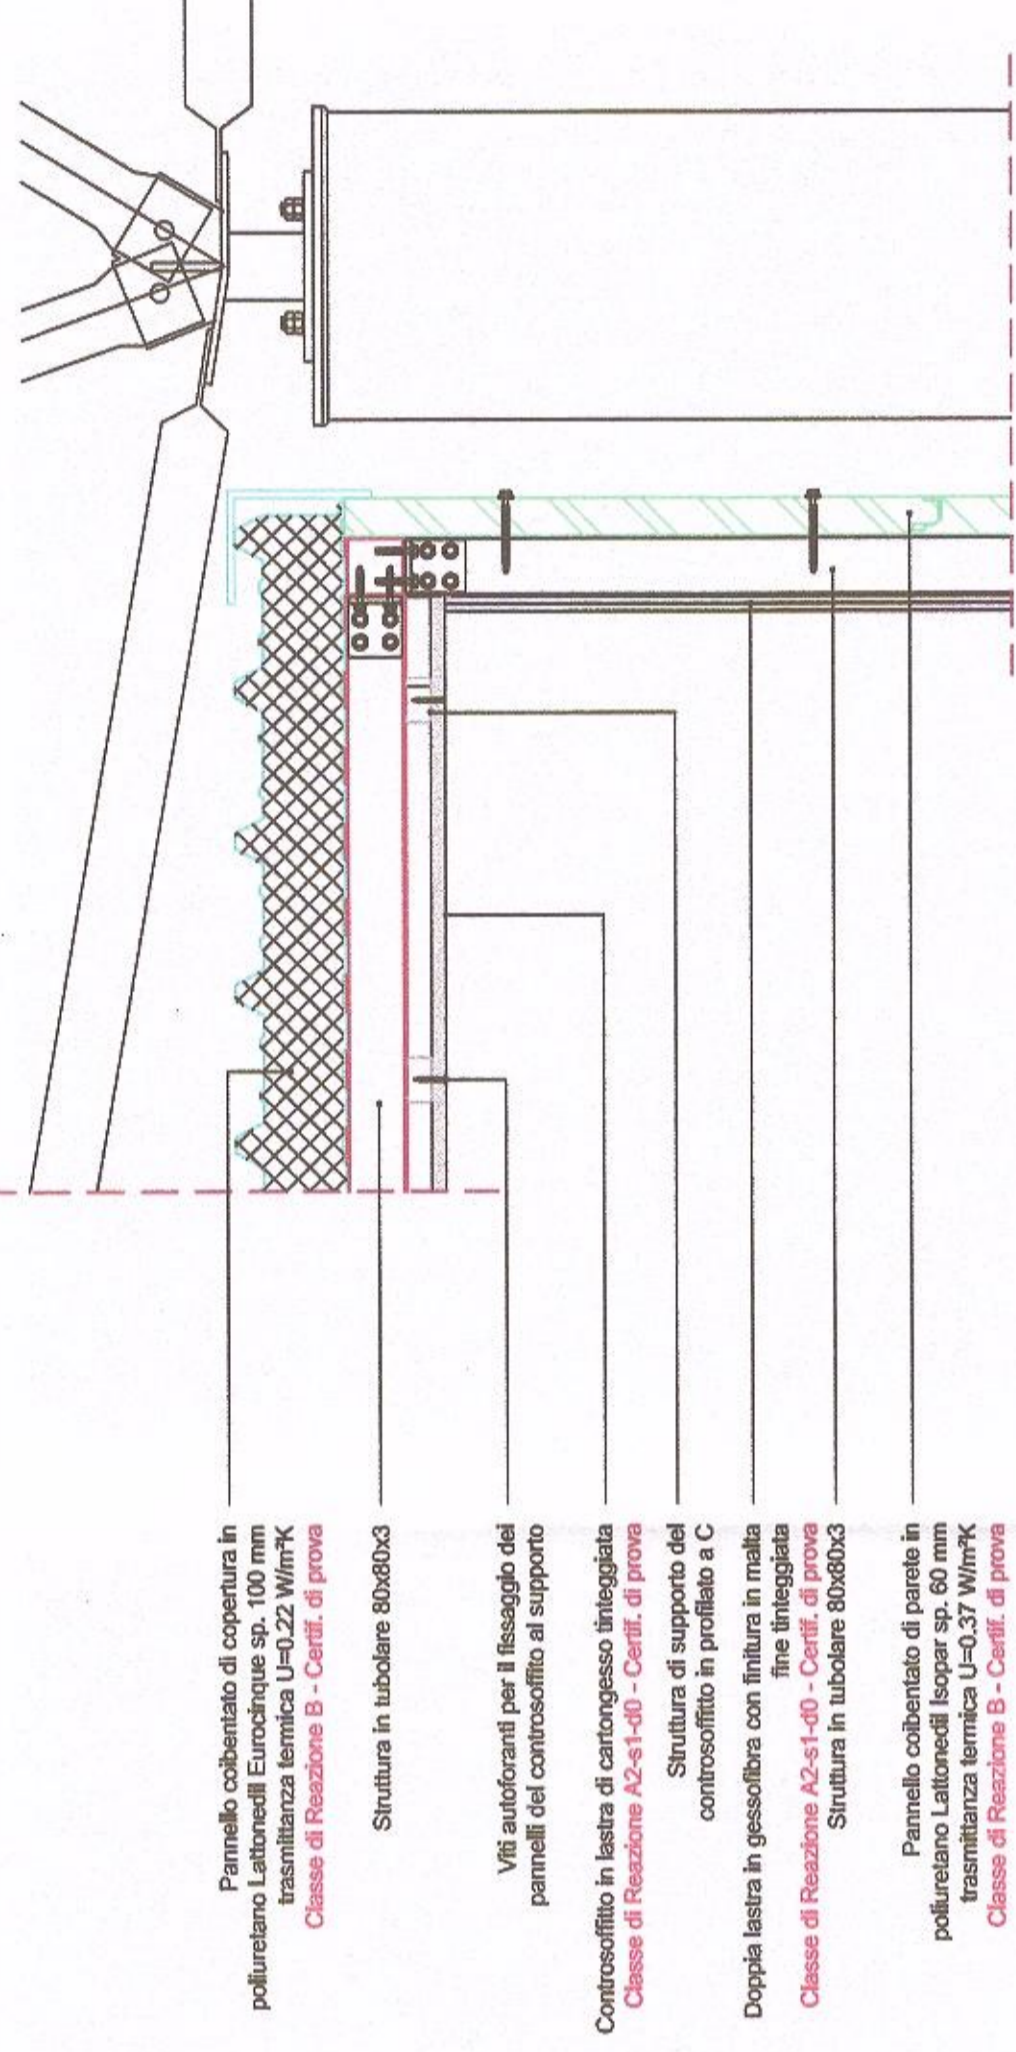 Pannello coibentato di copertura in
poliuretano Lattonedil Eurocinque sp. 100 mm
trasmittanza termica U=0.22 W/m²K
Classe di Reazione B - Certif. di prova
Struttura in tubolare 80x80x3
Viti autoforanti per il fissaggio dei
pannelli del controsoffito al supporto
Controsoffitto in lastra di cartongesso tinteggiata
Classe di Reazione A2-s1-d0 - Certif. di prova
Struttura di supporto del
controsoffitto in profilato a C
Doppia lastra in gessofibra con finitura in malta
fine tinteggiata
Classe di Reazione A2-s1-d0 - Certif. di prova
Struttura in tubolare 80x80x3
Pannello coibentato di parete in
poliuretano Lattonedil Isopar sp. 60 mm
trasmittanza termica U=0.37 W/m²K
Classe di Reazione B - Certif. di prova